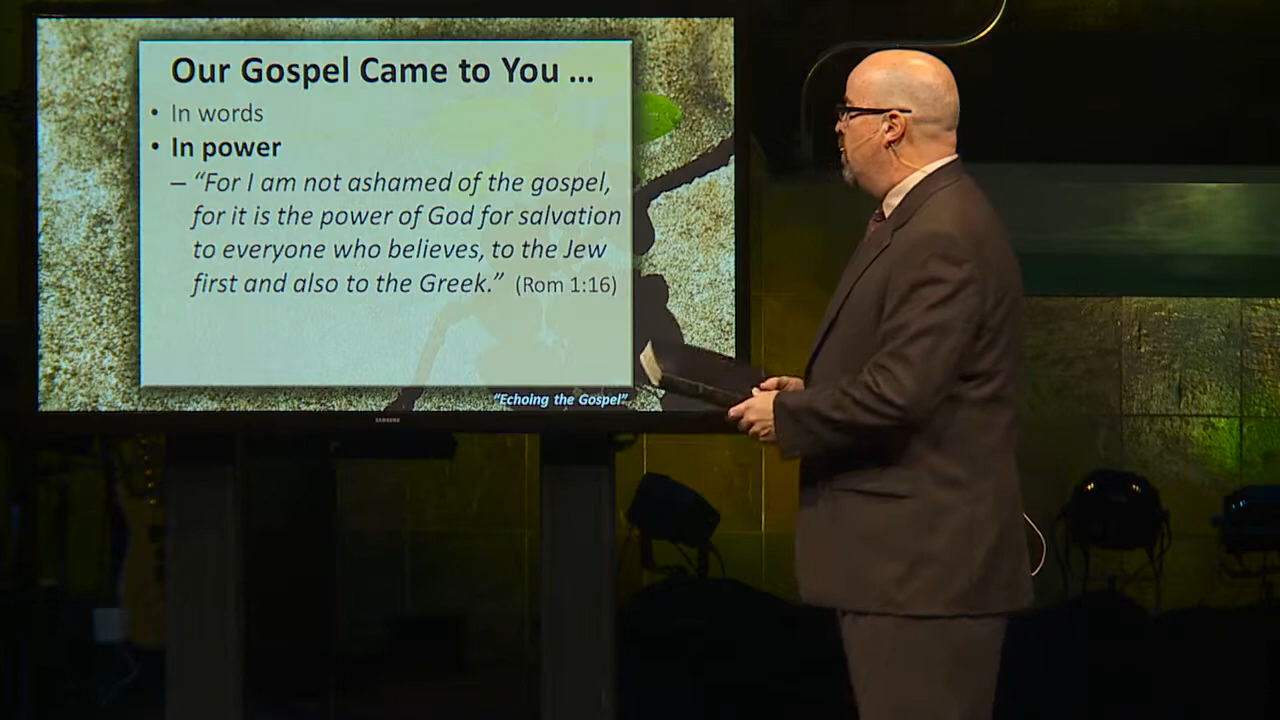 Our Gospel Came to You ...
• In words
• In power
– “For I am not ashamed of the gospel,
for it is the power of God for salvation
to everyone who believes, to the Jew
first and also to the Greek.” (Rom 1:16)
“Echoing the Gospel”
SAMSUNG